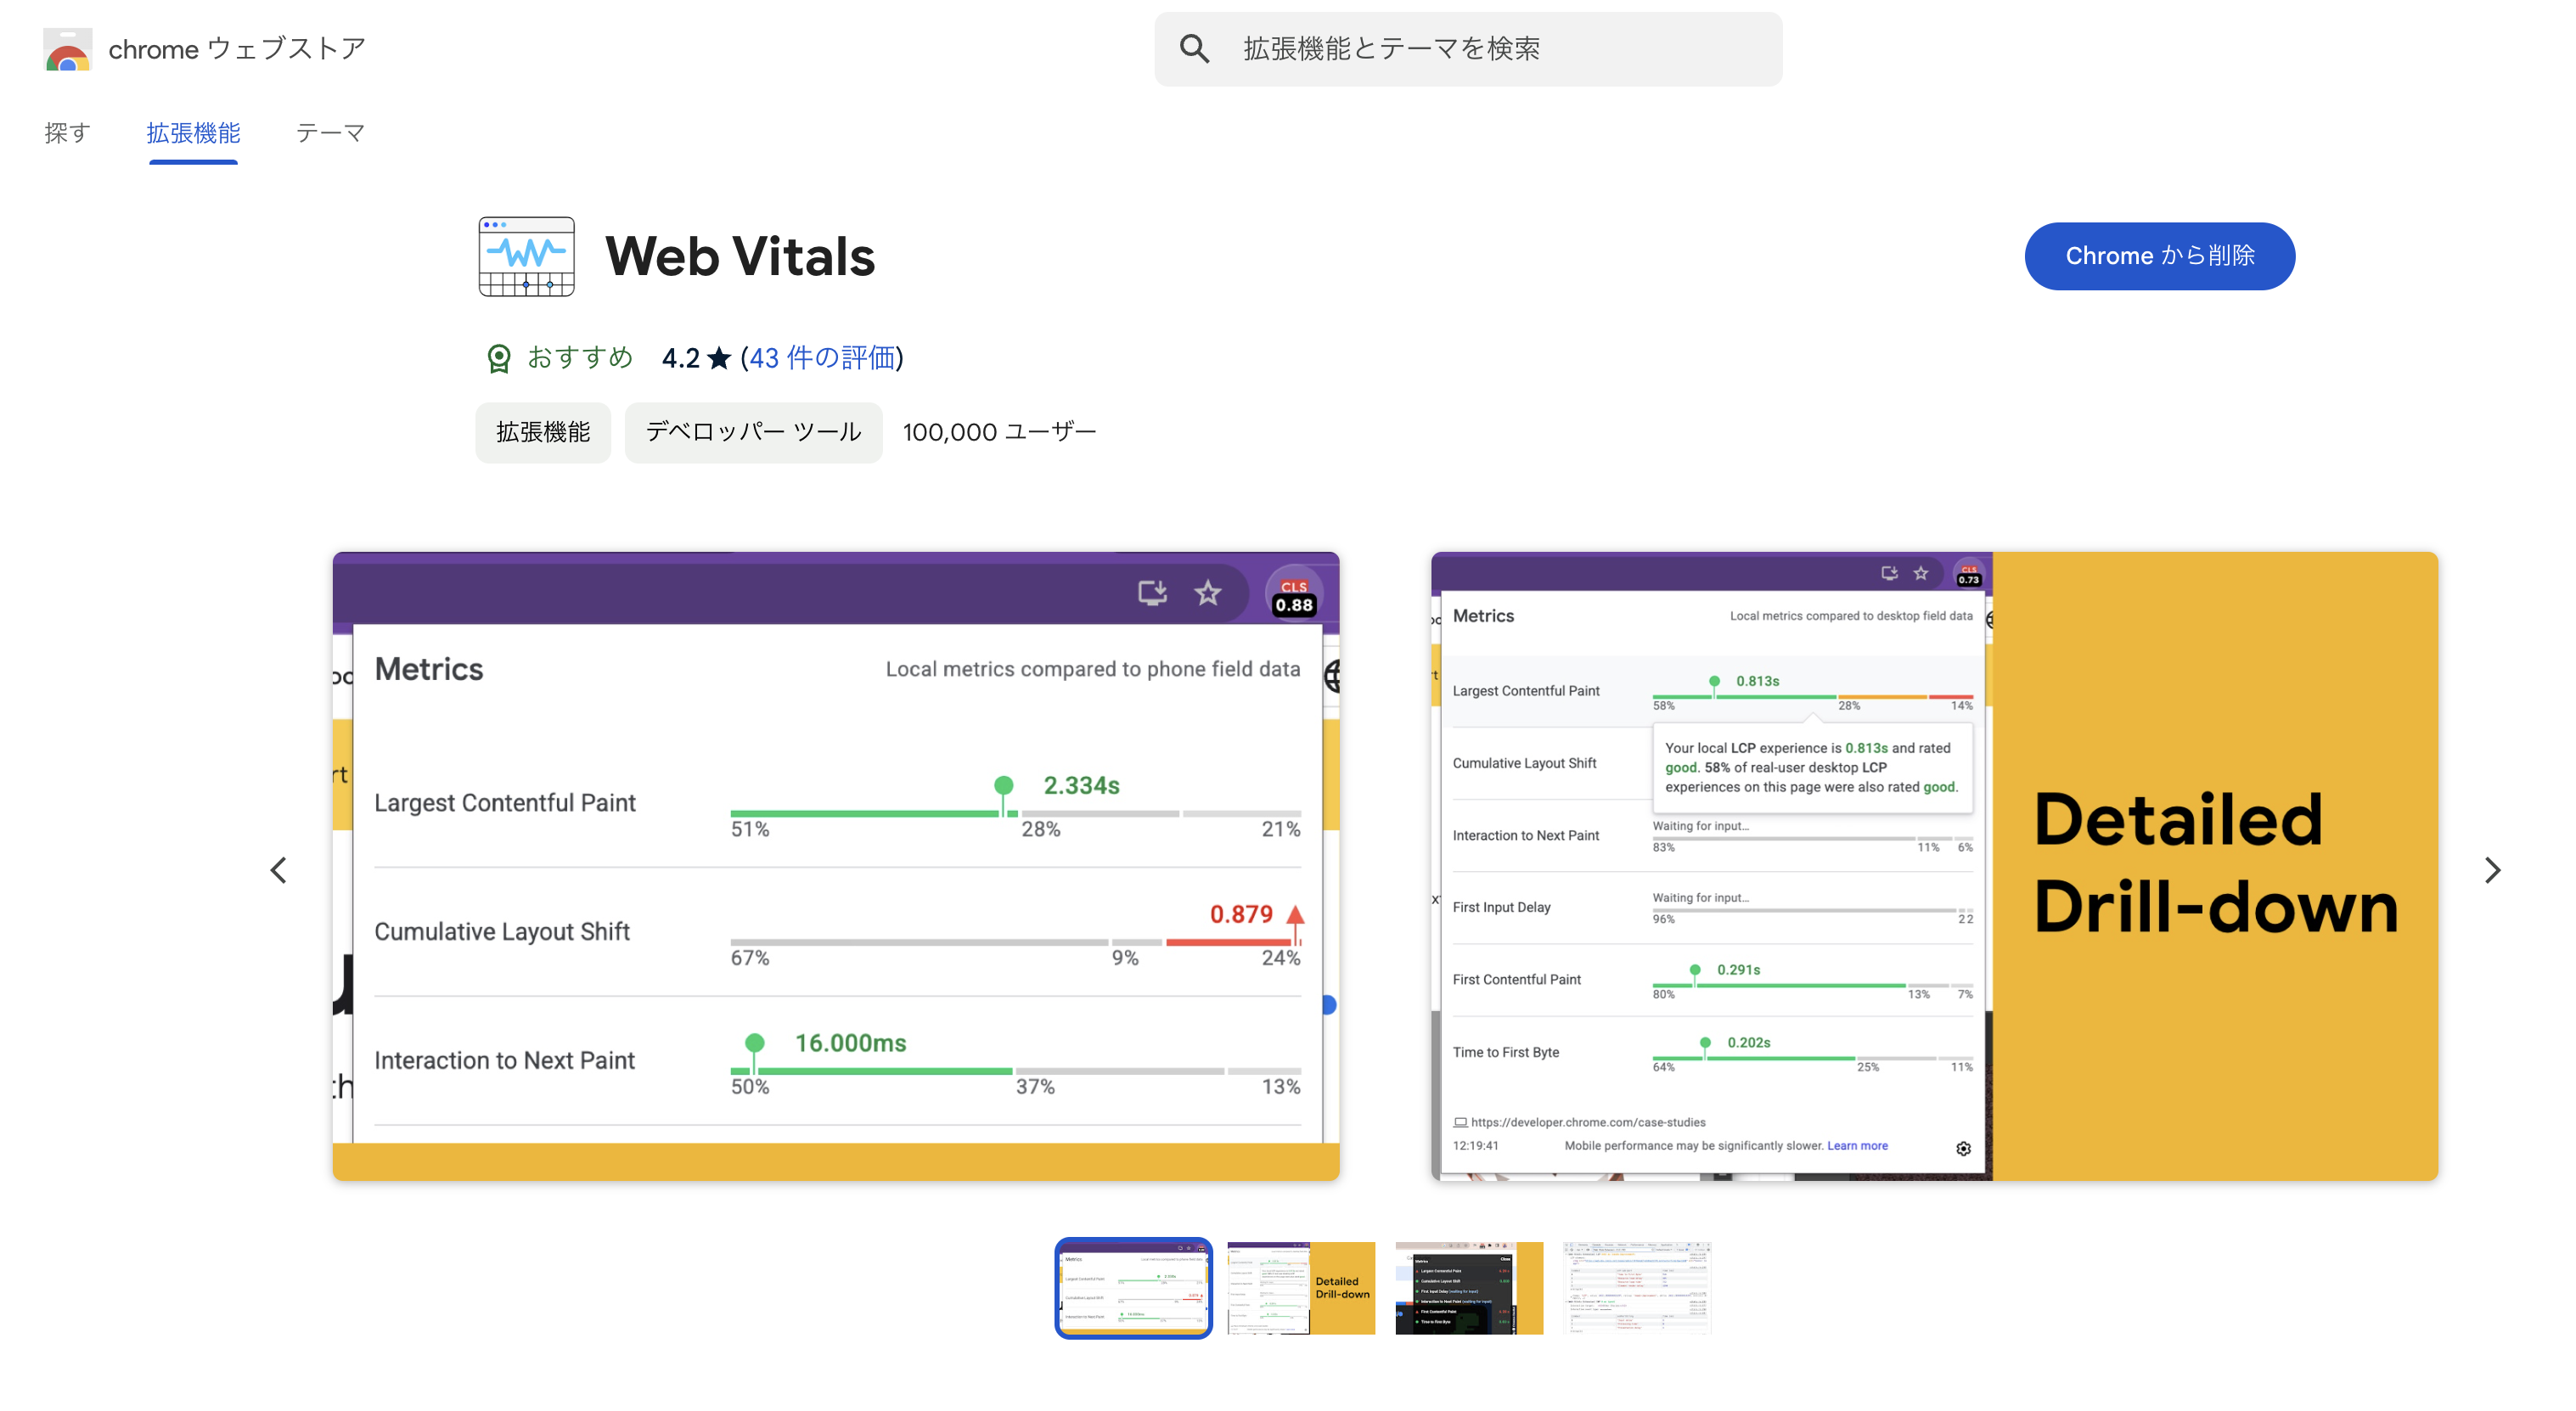 chrome ウェブストア
拡張機能とテーマを検索
探す
拡張機能
テーマ
Web Vitals
Chrome から削除
おすすめ 4.2 ★ (43 件の評価)
拡張機能
デベロッパー ツール
100,000 ユーザー
CLS
0.88
Metrics
Local metrics compared to phone field data
Largest Contentful Paint
2.334s
51% 28% 21%
Cumulative Layout Shift
0.879
67% 9% 24%
Interaction to Next Paint
16.000ms
50% 37% 13%
CLS
0.73
Metrics
Local metrics compared to desktop field data
Largest Contentful Paint
0.813s
58% 28% 14%
Your local LCP experience is 0.813s and rated
good. 58% of real-user desktop LCP
experiences on this page were also rated good.
Cumulative Layout Shift
Interaction to Next Paint
Waiting for input...
83% 11% 6%
First Input Delay
Waiting for input...
96% 2 2
First Contentful Paint
0.291s
80% 13% 7%
Time to First Byte
0.202s
64% 25% 11%
https://developer.chrome.com/case-studies
12:19:41
Mobile performance may be significantly slower. Learn more
Detailed
Drill-down
Detailed
Drill-down